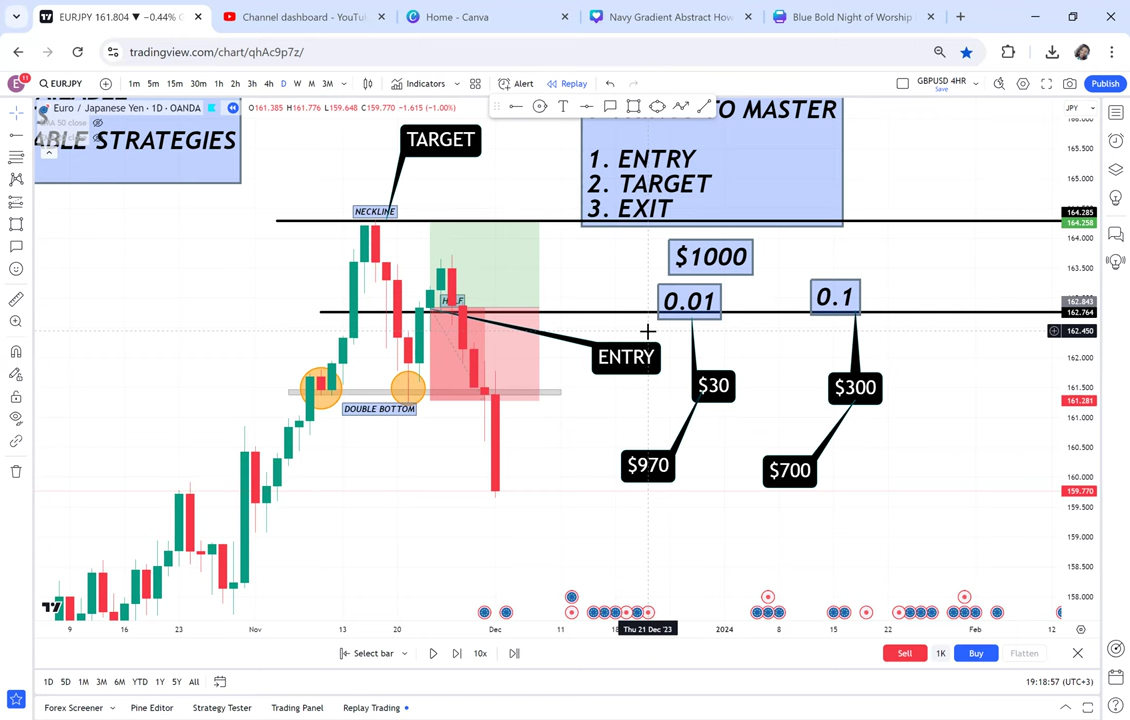 EURJPY 161.804 ▼ −0.44%
Channel dashboard - YouTu
Home - Canva
Navy Gradient Abstract How
Blue Bold Night of Worship
tradingview.com/chart/qhAc9p7z/
11
EURJPY
1m 5m 15m 30m 1h 2h 3h 4h D W M 3M
Indicators
Alert
Replay
GBPUSD 4HR
Save
Publish
Euro / Japanese Yen · 1D · OANDA
O161.385 H161.776 L159.648 P159.770 −1.615 (−1.00%)
50 close
ABLE STRATEGIES
TARGET
TO MASTER
1. ENTRY
2. TARGET
3. EXIT
NECKLINE
$1000
0.01
0.1
ENTRY
$30
$300
DOUBLE BOTTOM
$970
$700
JPY
165.500
165.000
164.285
164.258
164.000
163.500
162.843
162.764
162.450
162.000
161.500
161.281
161.000
160.500
160.000
159.770
159.500
159.000
158.500
158.000
9 16 23 Nov 13 20 Dec 11 Thu 21 Dec '23 2024 8 15 22 Feb 12
Select bar
10x
Sell 1K Buy Flatten
1D 5D 1M 3M 6M YTD 1Y 5Y All
19:18:57 (UTC+3)
Forex Screener Pine Editor Strategy Tester Trading Panel Replay Trading